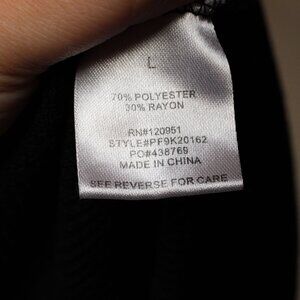 L
70% POLYESTER
30% RAYON
RN#120951
STYLE#PF9K20162
PO#438769
MADE IN CHINA
SEE REVERSE FOR CARE